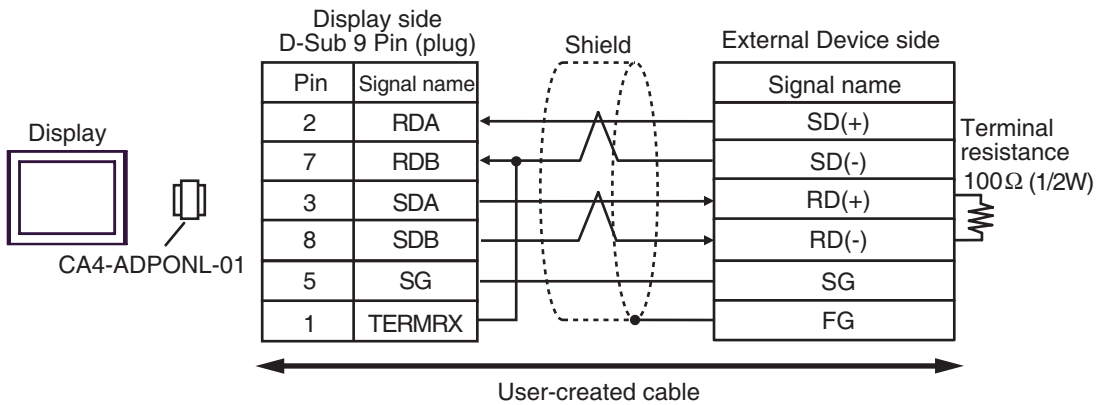 Display side
D-Sub 9 Pin (plug)
Shield
External Device side
Pin
Signal name
Signal name
2
RDA
SD(+)
7
RDB
SD(-)
3
SDA
RD(+)
8
SDB
RD(-)
5
SG
SG
1
TERMRX
FG
Display
CA4-ADPONL-01
Terminal
resistance
100Ω (1/2W)
User-created cable